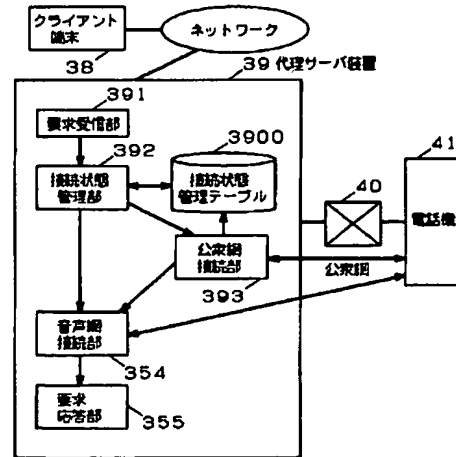 クライアント
端末
38
ネットワーク
39 代理サーバ装置
391
要求受信部
392
接続状態
管理部
3900
接続状態
管理テーブル
公衆網
接続部
393
40
公衆網
41
電話機
音声網
接続部
354
要求
応答部
355